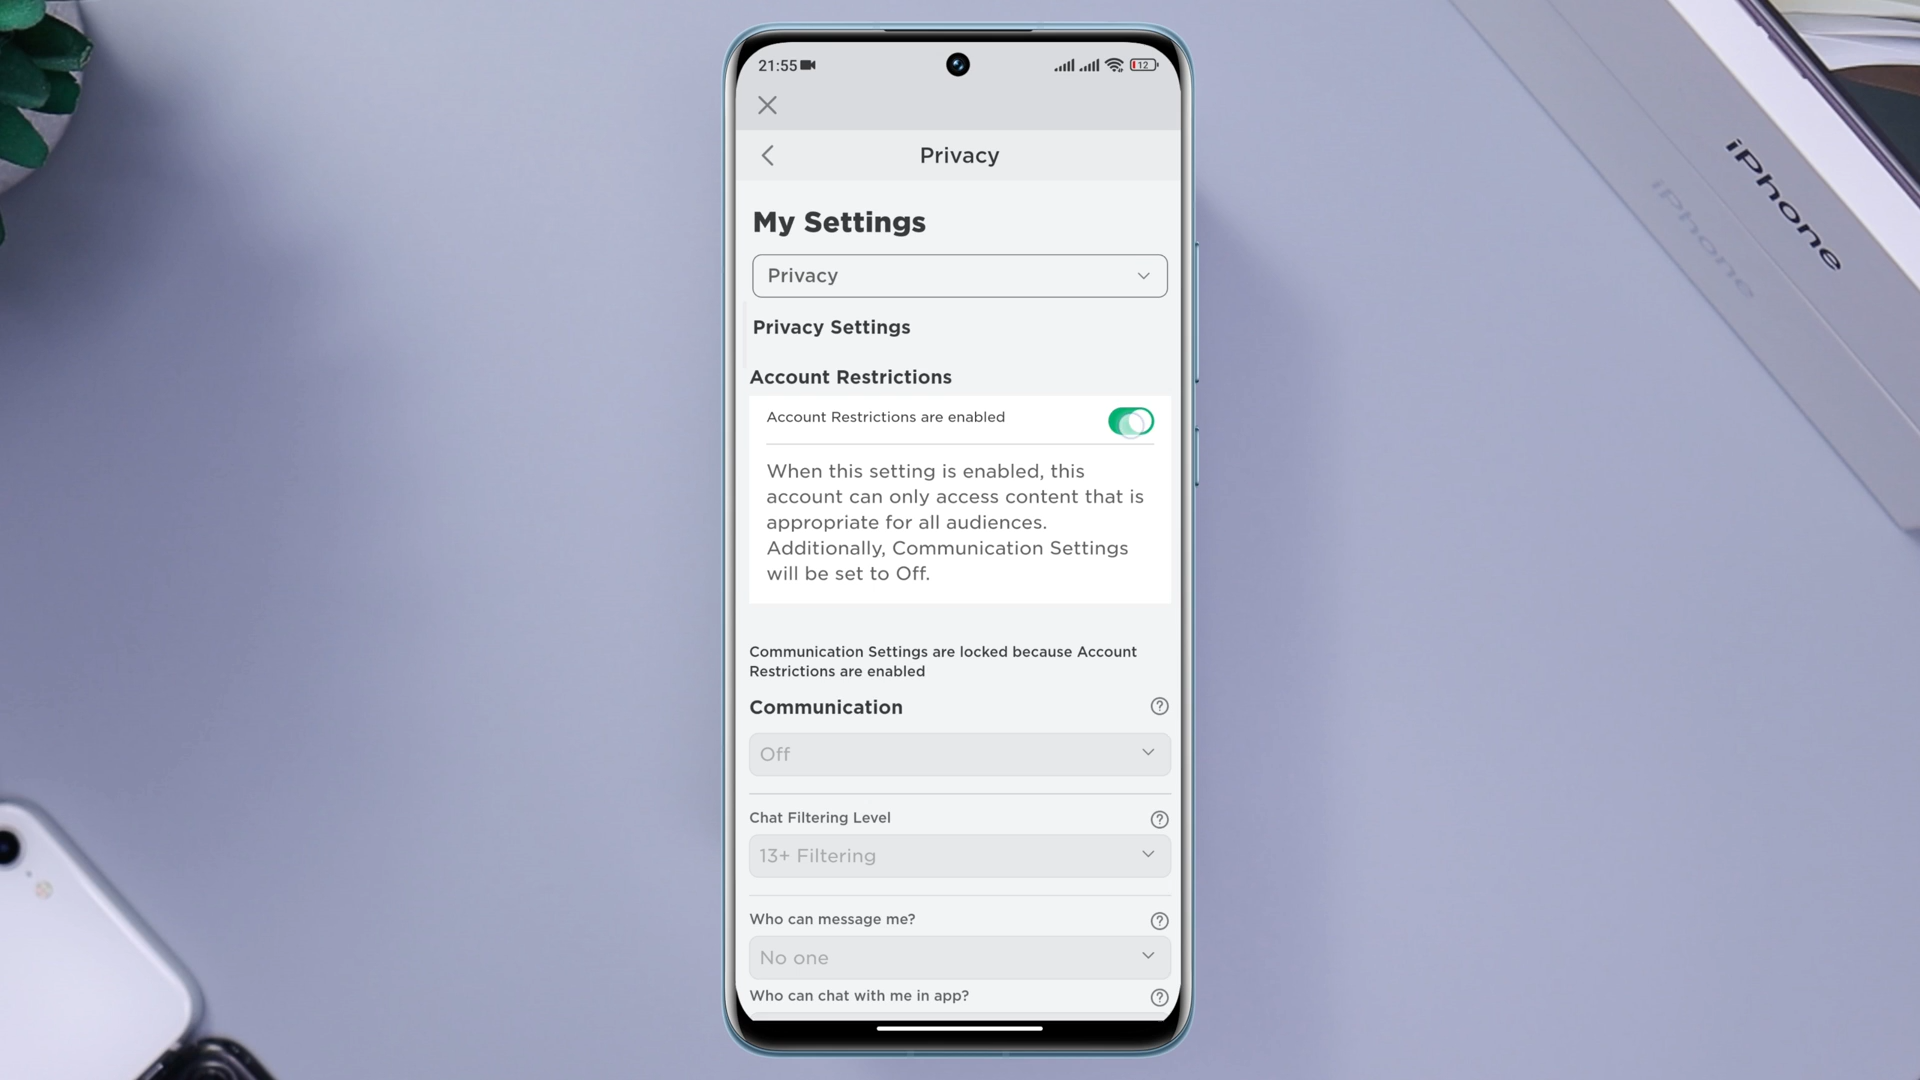 21:55
12
Privacy
My Settings
Privacy
Privacy Settings
Account Restrictions
Account Restrictions are enabled
When this setting is enabled, this
account can only access content that is
appropriate for all audiences.
Additionally, Communication Settings
will be set to Off.
Communication Settings are locked because Account
Restrictions are enabled
Communication
?
Off
Chat Filtering Level
?
13+ Filtering
Who can message me?
?
No one
Who can chat with me in app?
?
iPhone
iPhone